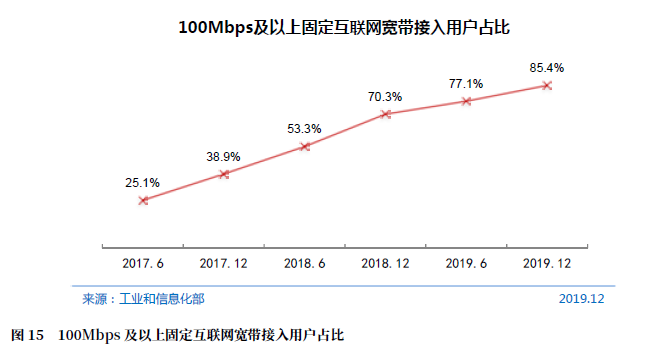 100Mbps及以上固定互联网宽带接入用户占比
85.4%
77.1%
70.3%
53.3%
38.9%
25.1%
2017. 6 2017. 12 2018. 6 2018. 12 2019. 6 2019. 12
来源：工业和信息化部 2019.12
图 15 100Mbps 及以上固定互联网宽带接入用户占比